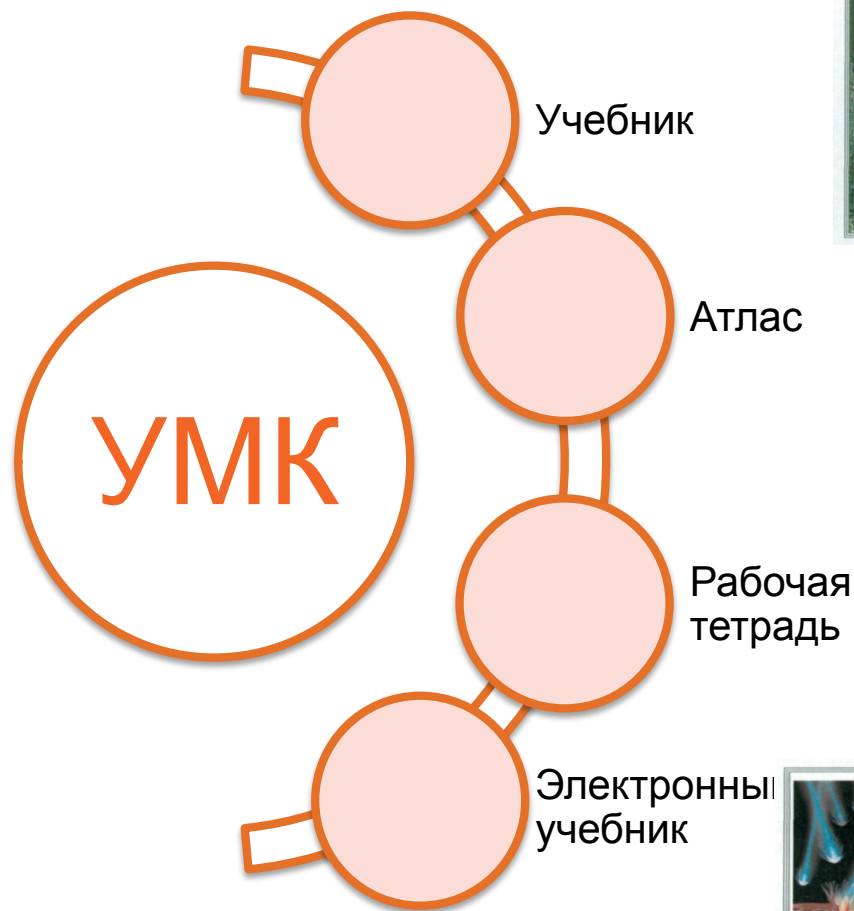 Учебник
Атлас
УМК
Рабочая
тетрадь
Электронны
учебник